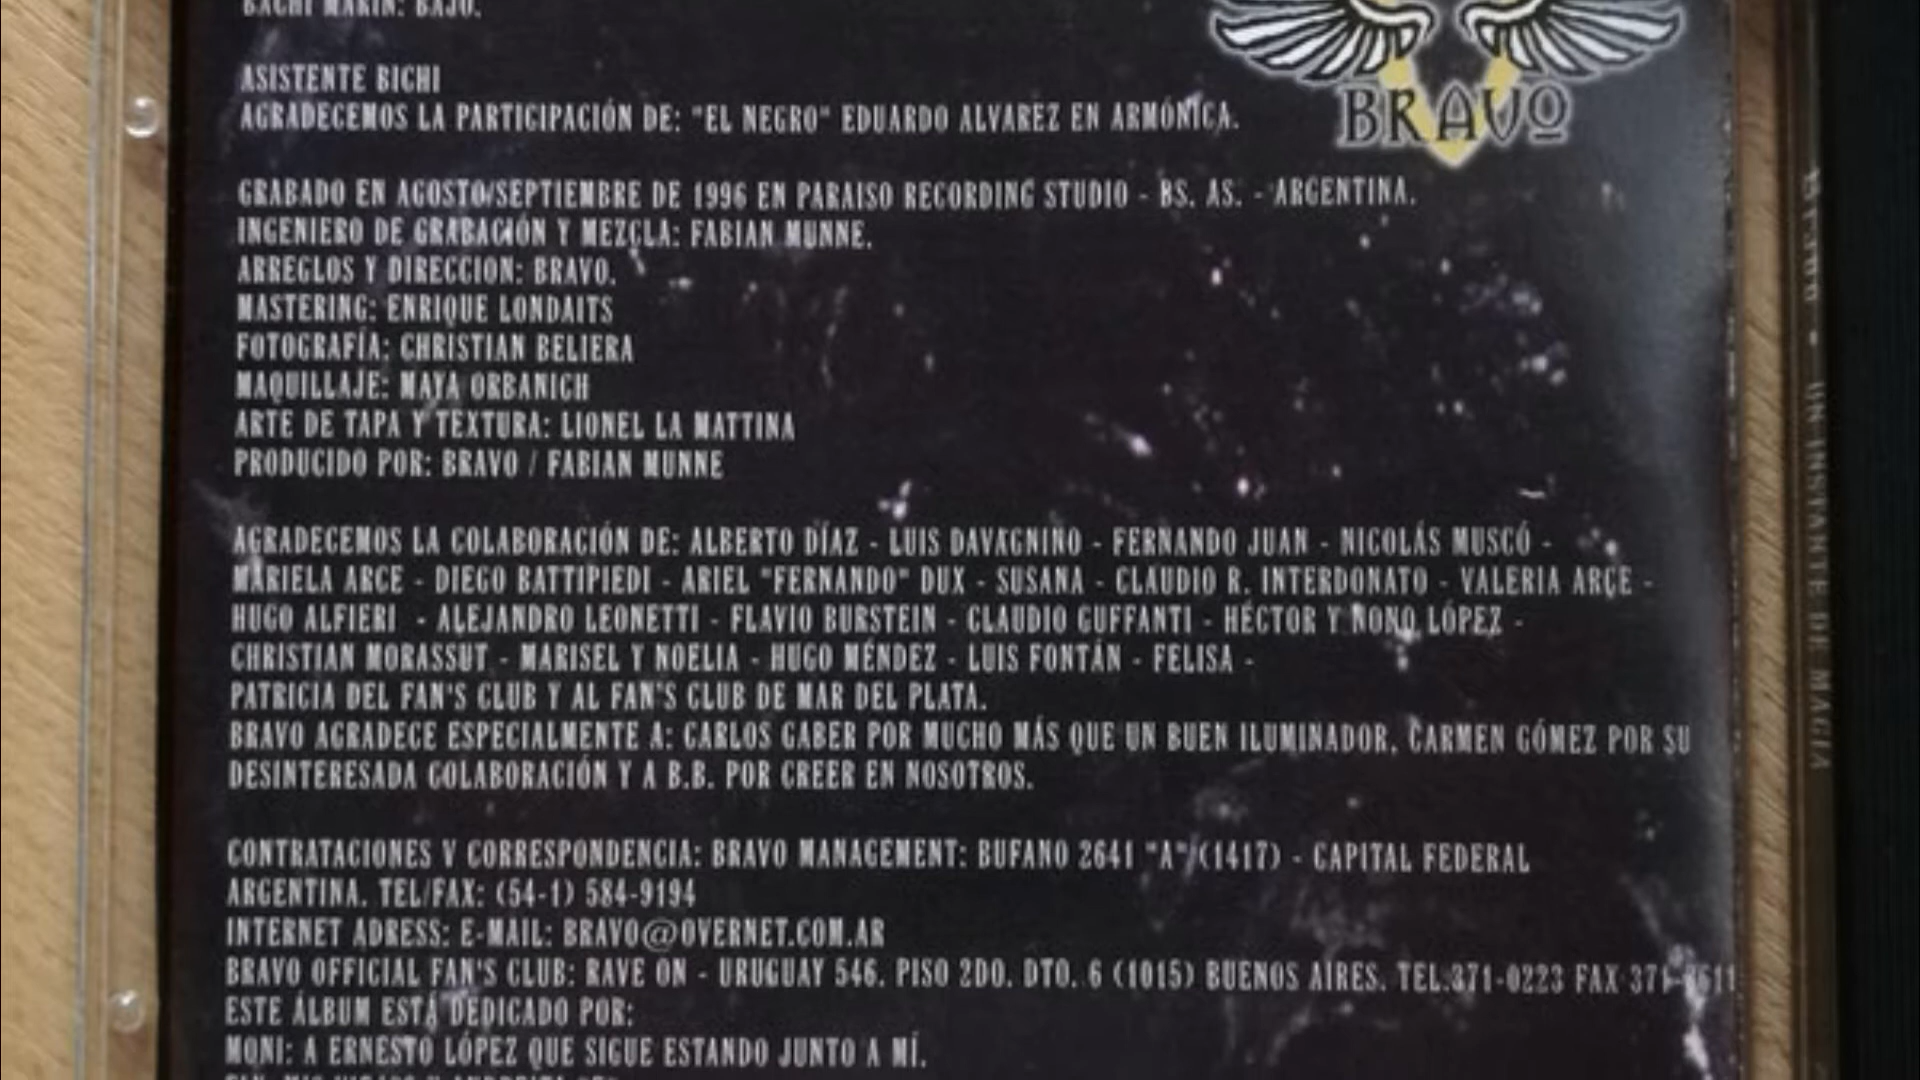 BACHI MARIN: BAJO.
ASISTENTE BICHI
AGRADECEMOS LA PARTICIPACIÓN DE: "EL NEGRO" EDUARDO ALVAREZ EN ARMÓNICA.
BRAVO
GRABADO EN AGOSTO/SEPTIEMBRE DE 1996 EN PARAISO RECORDING STUDIO - BS. AS. - ARGENTINA.
INGENIERO DE GRABACIÓN Y MEZCLA: FABIAN MUNNE.
ARREGLOS Y DIRECCION: BRAVO.
MASTERING: ENRIQUE LONDAITS
FOTOGRAFÍA: CHRISTIAN BELIERA
MAQUILLAJE: MAYA ORBANICH
ARTE DE TAPA Y TEXTURA: LIONEL LA MATTINA
PRODUCIDO POR: BRAVO / FABIAN MUNNE
AGRADECEMOS LA COLABORACIÓN DE: ALBERTO DÍAZ - LUIS DAVAGNINO - FERNANDO JUAN - NICOLÁS MUSCÓ -
MARIELA ARCE - DIEGO BATTIPIEDI - ARIEL "FERNANDO" DUX - SUSANA - CLAUDIO R. INTERDONATO - VALERIA ARCE -
HUGO ALFIERI - ALEJANDRO LEONETTI - FLAVIO BURSTEIN - CLAUDIO GUFFANTI - HÉCTOR Y NONO LÓPEZ -
CHRISTIAN MORASSUT - MARISEL Y NOELIA - HUGO MÉNDEZ - LUIS FONTÁN - FELISA -
PATRICIA DEL FAN'S CLUB Y AL FAN'S CLUB DE MAR DEL PLATA.
BRAVO AGRADECE ESPECIALMENTE A: CARLOS GABER POR MUCHO MÁS QUE UN BUEN ILUMINADOR, CARMEN GÓMEZ POR SU
DESINTERESADA COLABORACIÓN Y A B.B. POR CREER EN NOSOTROS.
CONTRATACIONES Y CORRESPONDENCIA: BRAVO MANAGEMENT: BUFANO 2641 "A" (1417) - CAPITAL FEDERAL
ARGENTINA. TEL/FAX: (54-1) 584-9194
INTERNET ADRESS: E-MAIL: BRAVO@OVERNET.COM.AR
BRAVO OFFICIAL FAN'S CLUB: RAVE ON - URUGUAY 546. PISO 2DO. DTO. 6 (1015) BUENOS AIRES. TEL.371-0223 FAX
ESTE ÁLBUM ESTÁ DEDICADO POR:
MONI: A ERNESTO LÓPEZ QUE SIGUE ESTANDO JUNTO A MÍ.
Bravo - UN INSTANTE DE MAGIA